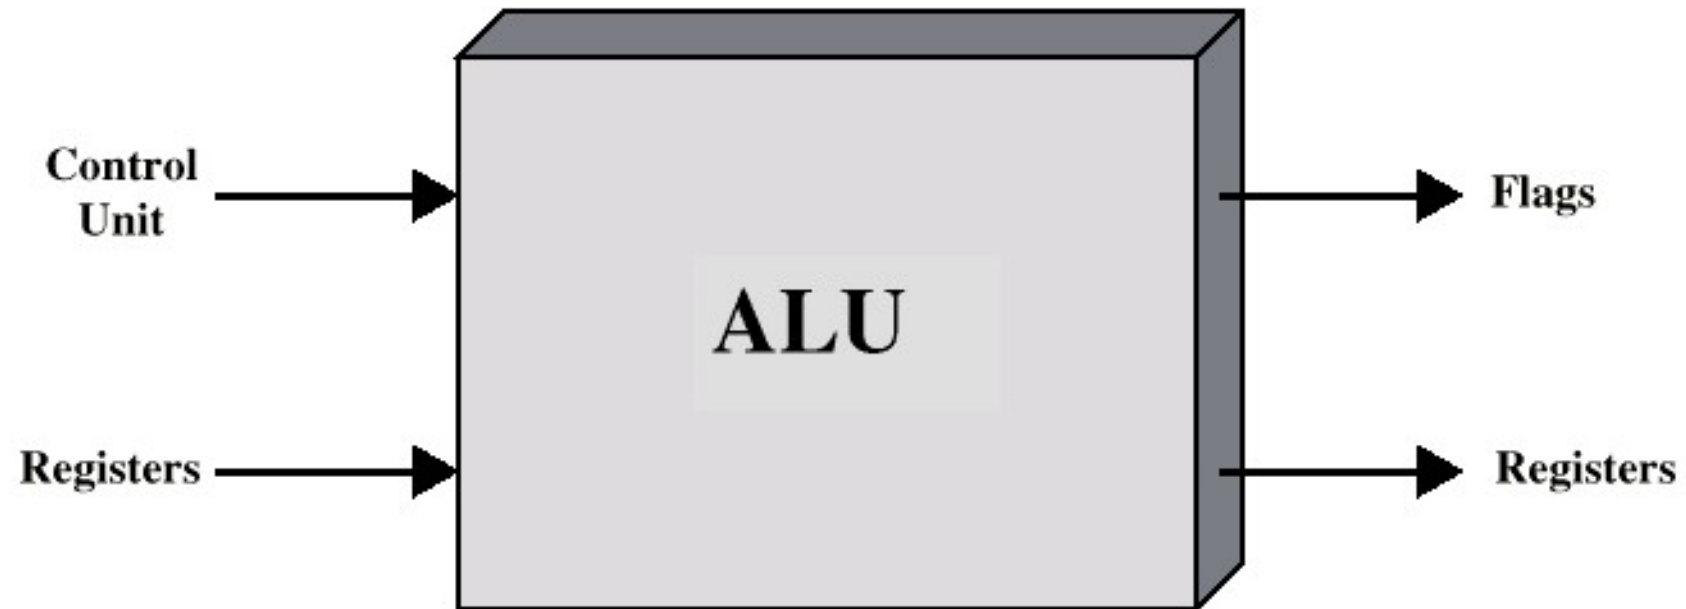 Control
Unit
Flags
ALU
Registers
Registers